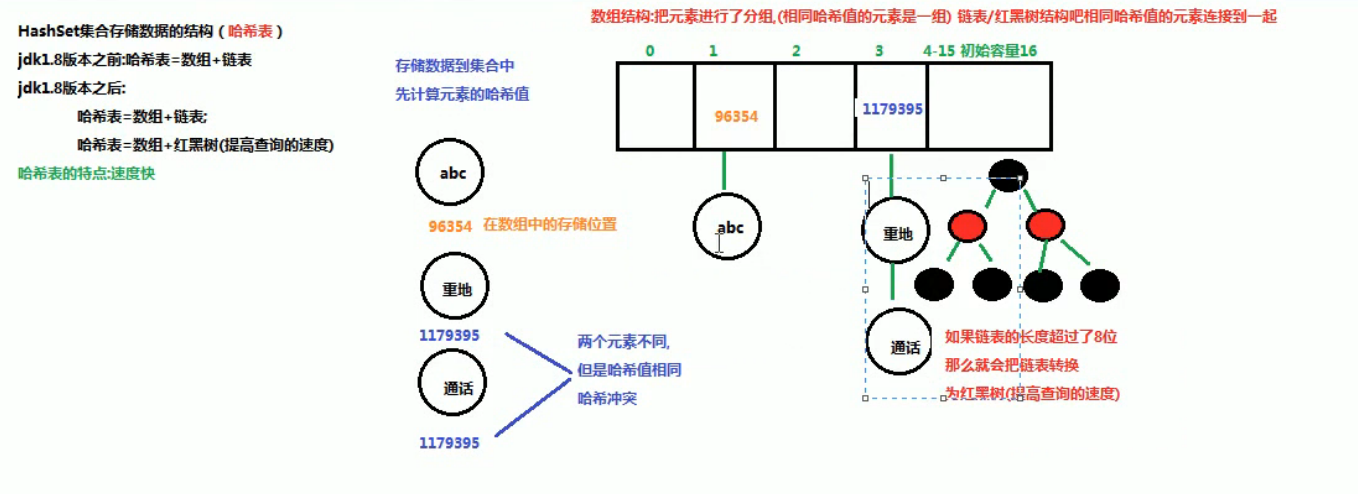 HashSet集合存储数据的结构（哈希表）
jdk1.8版本之前:哈希表=数组+链表
jdk1.8版本之后:
哈希表=数组+链表;
哈希表=数组+红黑树(提高查询的速度)
哈希表的特点:速度快
存储数据到集合中
先计算元素的哈希值
abc
96354 在数组中的存储位置
重地
1179395
通话
1179395
两个元素不同,
但是哈希值相同
哈希冲突
数组结构:把元素进行了分组,(相同哈希值的元素是一组) 链表/红黑树结构吧相同哈希值的元素连接到一起
0 1 2 3 4-15 初始容量16
96354 1179395
abc
重地
通话
如果链表的长度超过了8位
那么就会把链表转换
为红黑树(提高查询的速度)